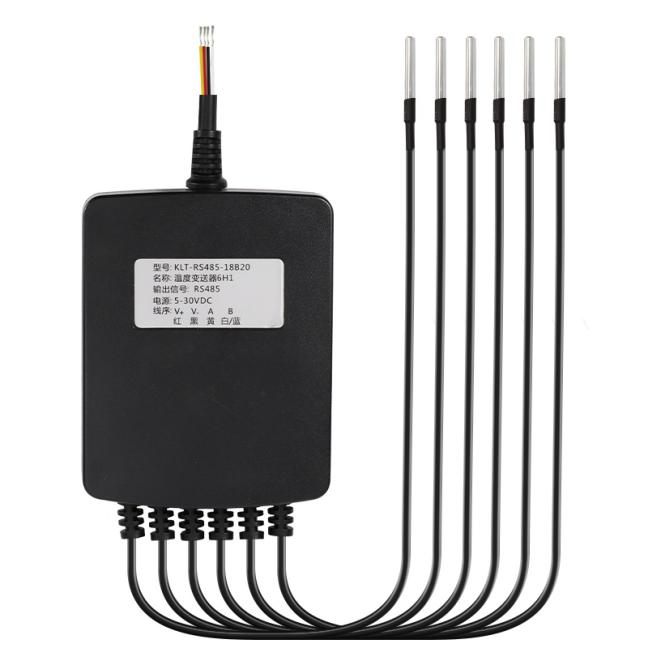 型号: KLT-RS485-18B20
名称: 温度变送器6H1
输出信号: RS485
电源: 5-30VDC
线序: V+ V- A B
红 黑 黄 白/蓝